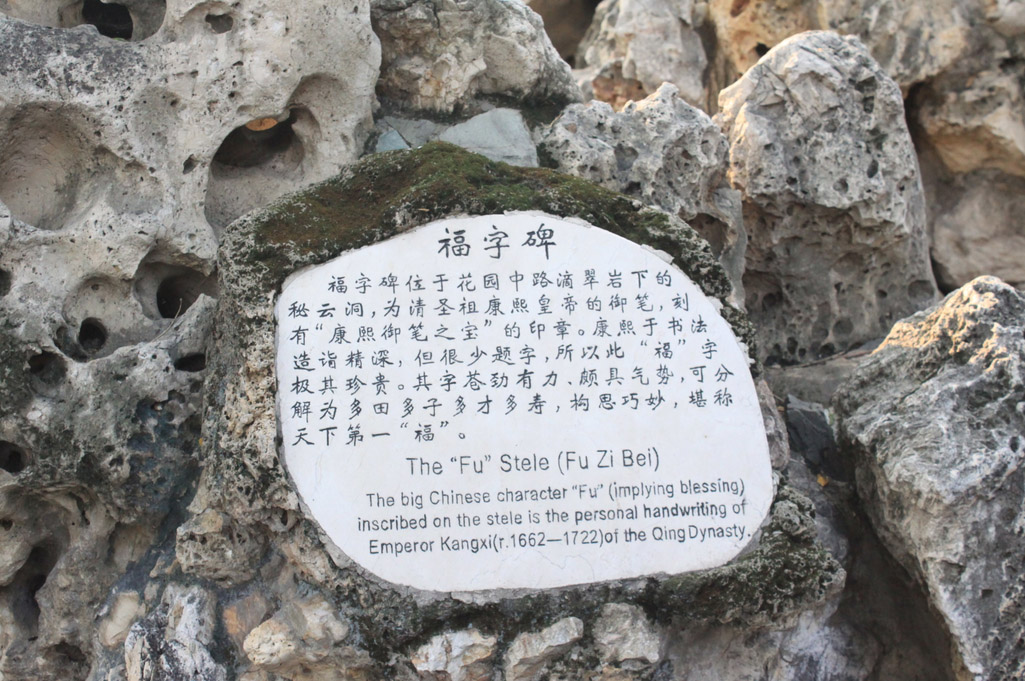 福字碑
福字碑位于花园中路滴翠岩下的
秘云洞,为清圣祖康熙皇帝的御笔,刻
有“康熙御笔之宝”的印章。康熙于书法
造诣精深,但很少题字,所以此“福”字
极其珍贵。其字苍劲有力、颇具气势,可分
解为多田多子多才多寿,构思巧妙,堪称
天下第一“福”。
The “Fu” Stele (Fu Zi Bei)
The big Chinese character “Fu” (implying blessing)
inscribed on the stele is the personal handwriting of
Emperor Kangxi(r.1662—1722)of the Qing Dynasty.